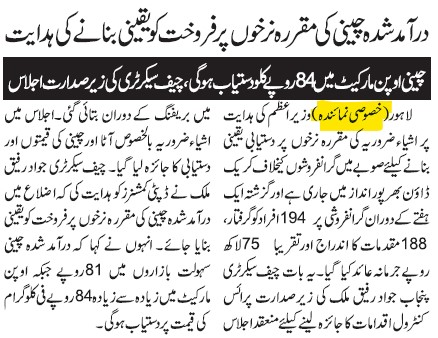 درآمد شدہ چینی کی مقررہ نرخوں پر فروخت کو یقینی بنانے کی ہدایت
چینی اوپن مارکیٹ میں 84 روپے کلو دستیاب ہوگی، چیف سیکرٹری کی زیر صدارت اجلاس
لاہور (خصوصی نمائندہ) وزیراعظم کی ہدایت
پر اشیاء ضروریہ کی مقررہ نرخوں پر دستیابی یقینی
بنانے کیلئے صوبے میں گرانفروشوں کیخلاف کریک
ڈاؤن بھرپور انداز میں جاری ہے اور گزشتہ ایک
ہفتے کے دوران گرانفروشی پر 194 افراد کو گرفتار،
188 مقدمات کا اندراج اور تقریبا 75 لاکھ
روپے جرمانہ عائد کیا گیا۔ یہ بات چیف سیکرٹری
پنجاب جواد رفیق ملک کی زیر صدارت پرائس
کنٹرول اقدامات کا جائزہ لینے کیلئے منعقد اجلاس
میں بریفنگ کے دوران بتائی گئی۔ اجلاس میں
اشیاء ضروریہ بالخصوص آٹا اور چینی کی قیمتوں اور
دستیابی کا جائزہ لیا گیا۔ چیف سیکرٹری جواد رفیق
ملک نے ڈپٹی کمشنرز کو ہدایت کی کہ اضلاع میں
درآمد شدہ چینی کی مقررہ نرخوں پر فروخت کو یقینی
بنایا جائے۔ انہوں نے کہا کہ درآمد شدہ چینی
سہولت بازاروں میں 81 روپے جبکہ اوپن
مارکیٹ میں زیادہ سے زیادہ 84 روپے فی کلوگرام
کی قیمت پر دستیاب ہوگی۔